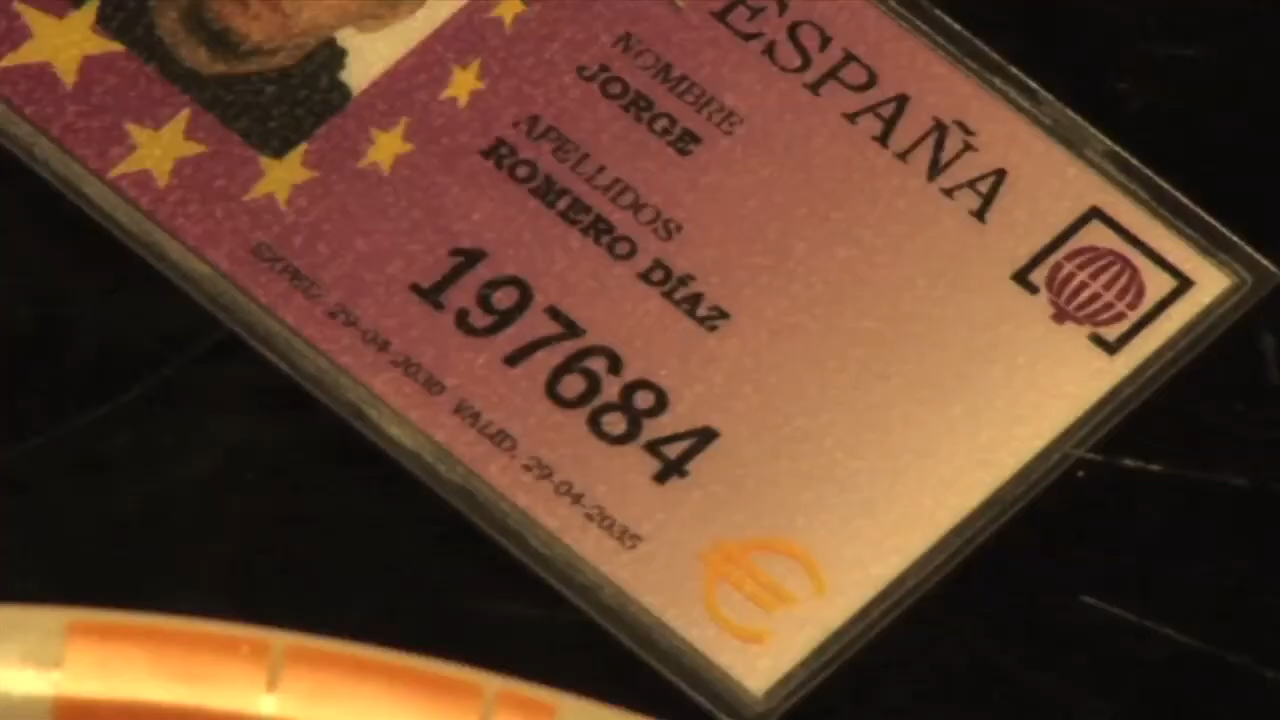 ESPAÑA
NOMBRE
JORGE
APELLIDOS
ROMERO DÍAZ
197684
EXPED. 29-04-2030 VALID. 29-04-2035
€